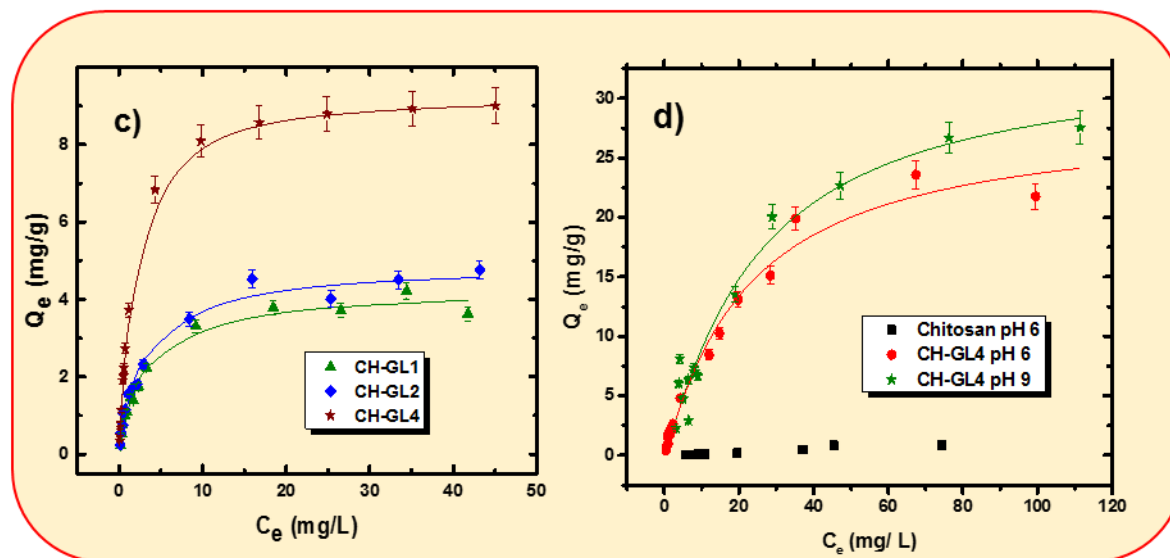 c)
Qe (mg/g)
8
6
4
2
0
CH-GL1
CH-GL2
CH-GL4
0 10 20 30 40 50
Ce (mg/L)
d)
Qe (mg/g)
30
25
20
15
10
5
0
Chitosan pH 6
CH-GL4 pH 6
CH-GL4 pH 9
0 20 40 60 80 100 120
Ce (mg/ L)